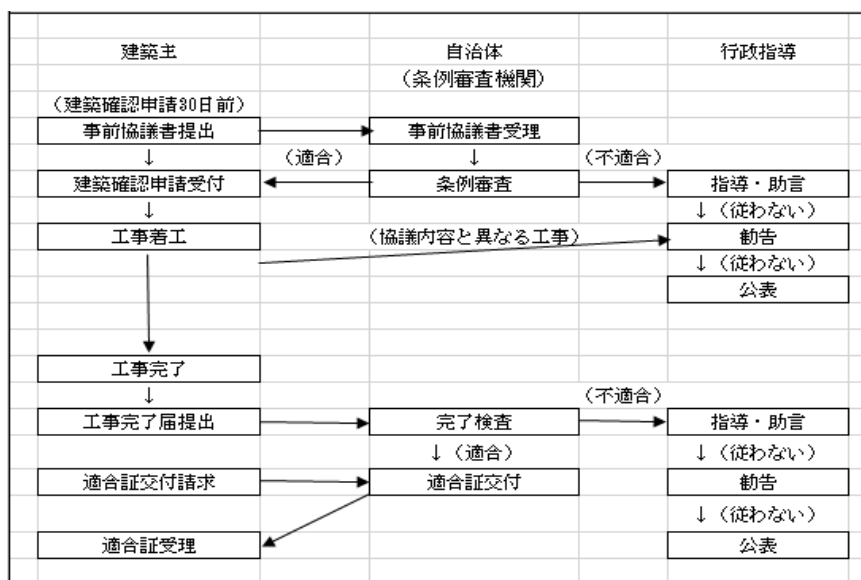 建築主 自治体 行政指導
（条例審査機関）
（建築確認申請30日前）
事前協議書提出 事前協議書受理
↓ （適合） ↓ （不適合）
建築確認申請受付 条例審査 指導・助言
↓ ↓（従わない）
工事着工 （協議内容と異なる工事） 勧告
↓（従わない）
公表
工事完了
↓ （不適合）
工事完了届提出 完了検査 指導・助言
↓（適合） ↓（従わない）
適合証交付請求 適合証交付 勧告
↓（従わない）
適合証受理 公表